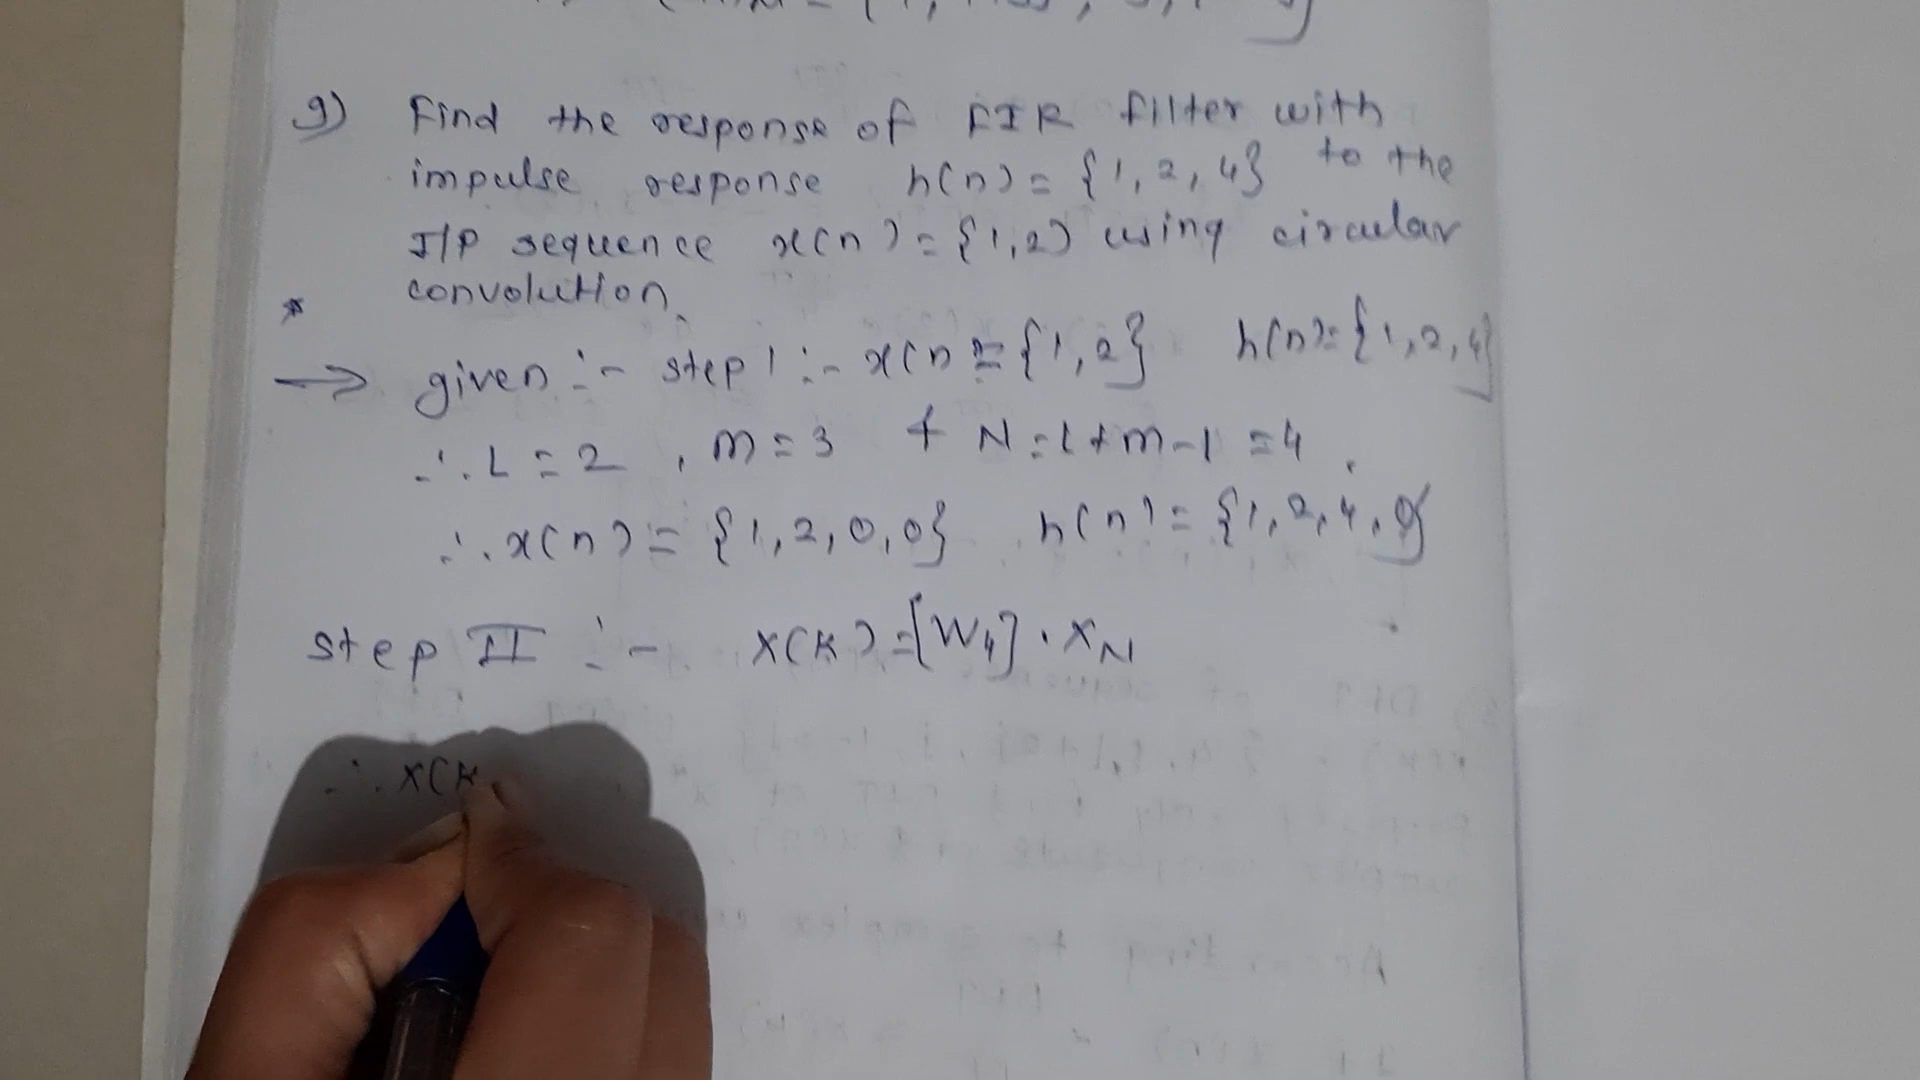 9) Find the response of FIR filter with
impulse response h(n) = {1, 2, 4} to the
I/P sequence x(n) = {1,2) using circular
convolution.
* → given :- step 1 :- x(n) = {1,2} h(n) = {1,2,4}
∴ L = 2 , m = 3 & N = L + m - 1 = 4 .
∴ x(n) = {1, 2, 0, 0} h(n) = {1, 2, 4, 0}
step II :- X(K) = [W4] . XN
∴ X(K